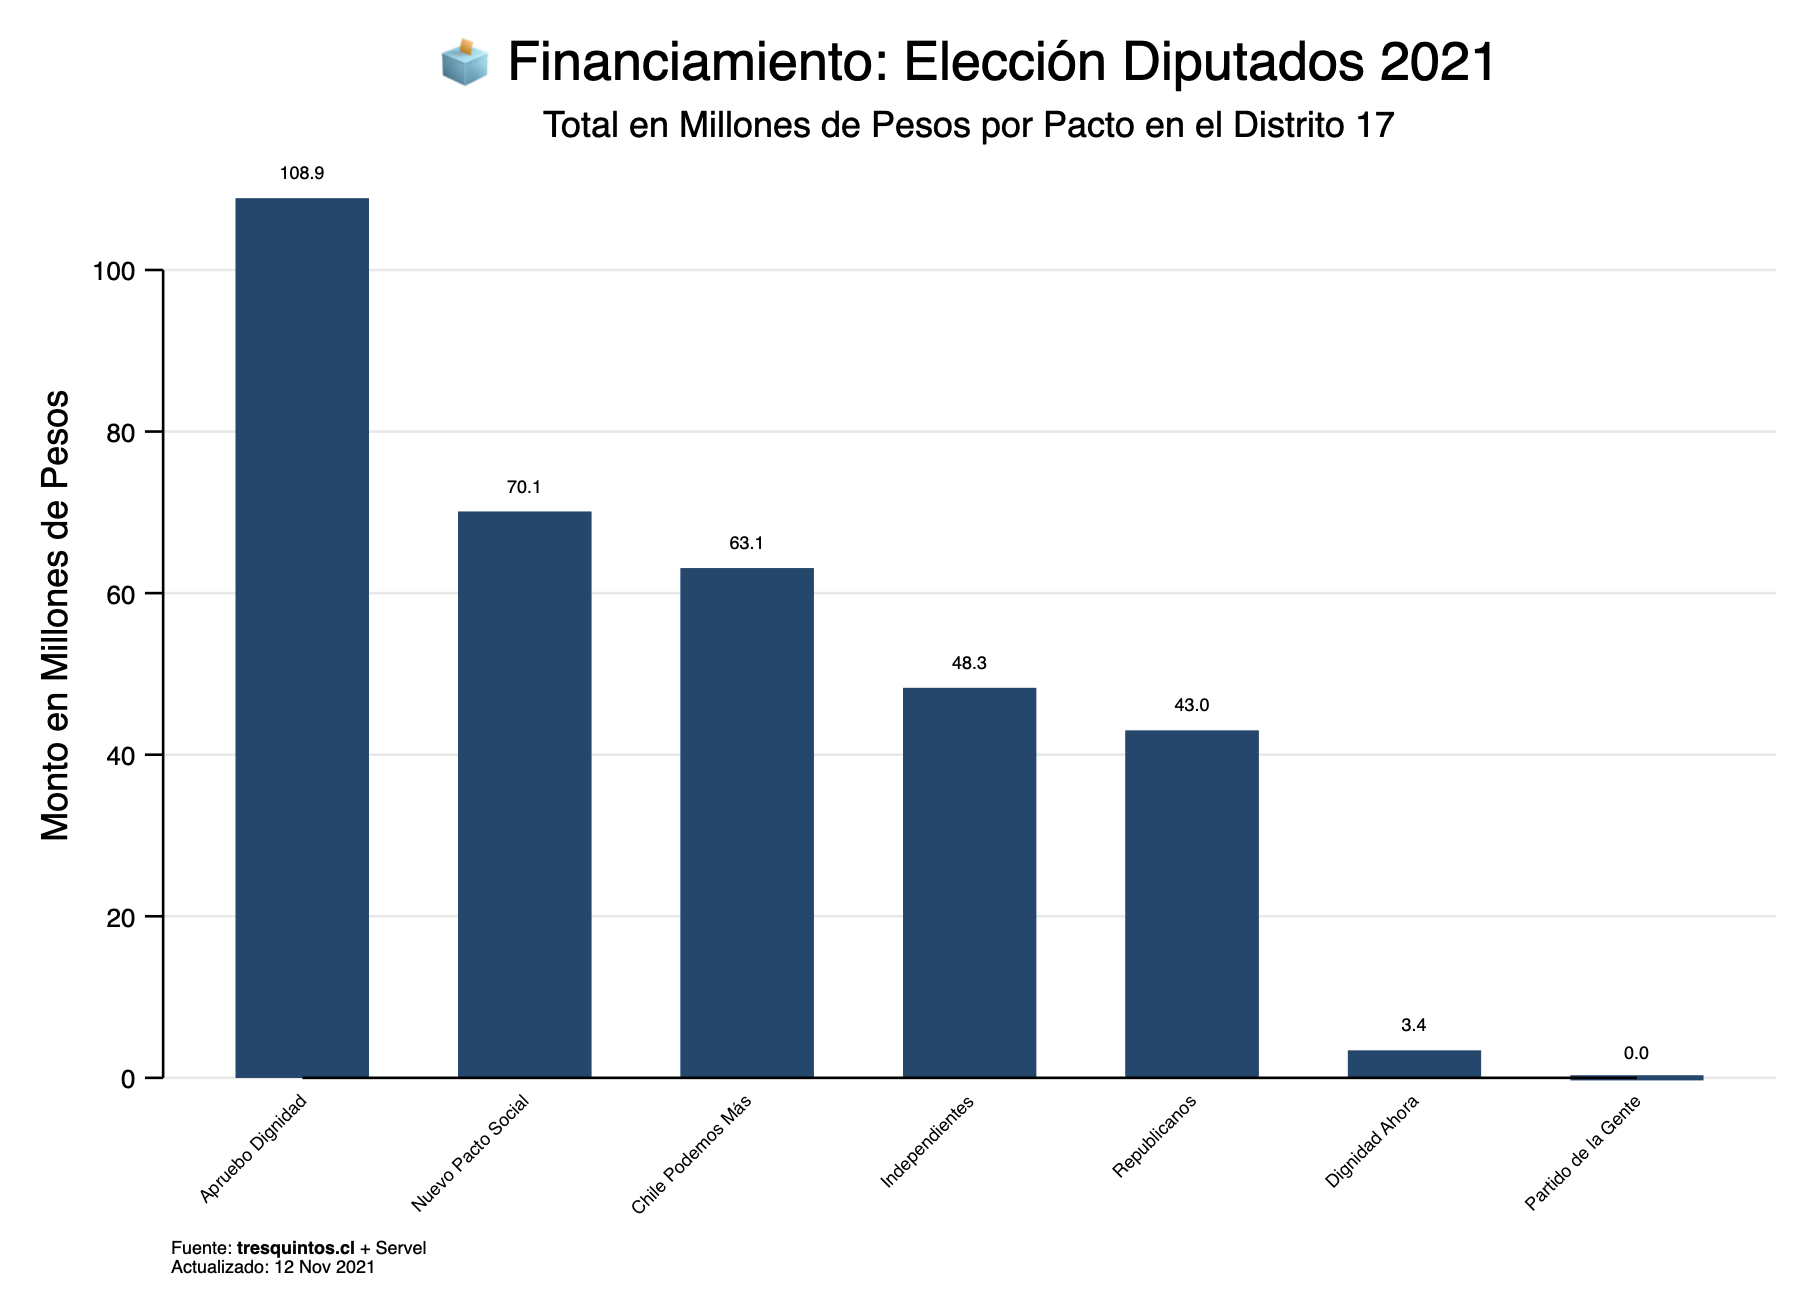 Financiamiento: Elección Diputados 2021
Total en Millones de Pesos por Pacto en el Distrito 17
Monto en Millones de Pesos
100
80
60
40
20
0
108.9
70.1
63.1
48.3
43.0
3.4
0.0
Apruebo Dignidad
Nuevo Pacto Social
Chile Podemos Más
Independientes
Republicanos
Dignidad Ahora
Partido de la Gente
Fuente: tresquintos.cl + Servel
Actualizado: 12 Nov 2021